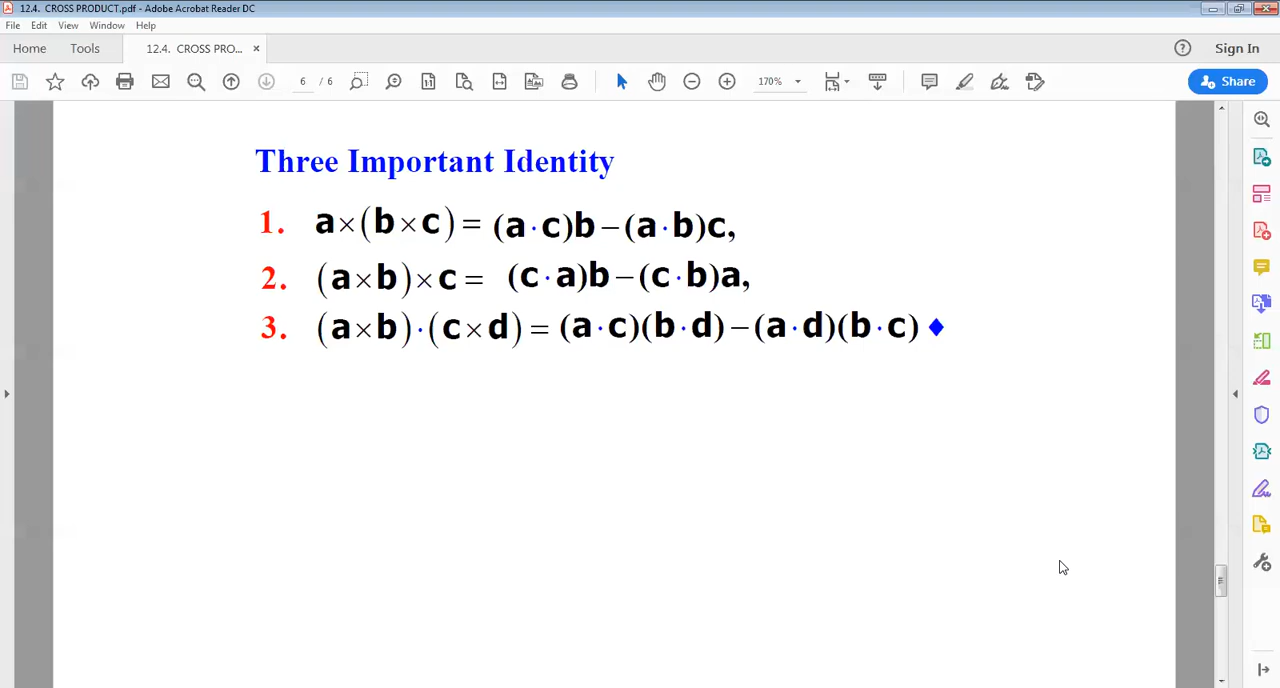 12.4. CROSS PRODUCT.pdf - Adobe Acrobat Reader DC
File Edit View Window Help
Home Tools 12.4. CROSS PRO... × Sign In
6 / 6 170% Share
Three Important Identity
1. a×(b×c)= (a·c)b−(a·b)c,
2. (a×b)×c= (c·a)b−(c·b)a,
3. (a×b)·(c×d)=(a·c)(b·d)−(a·d)(b·c) ♦